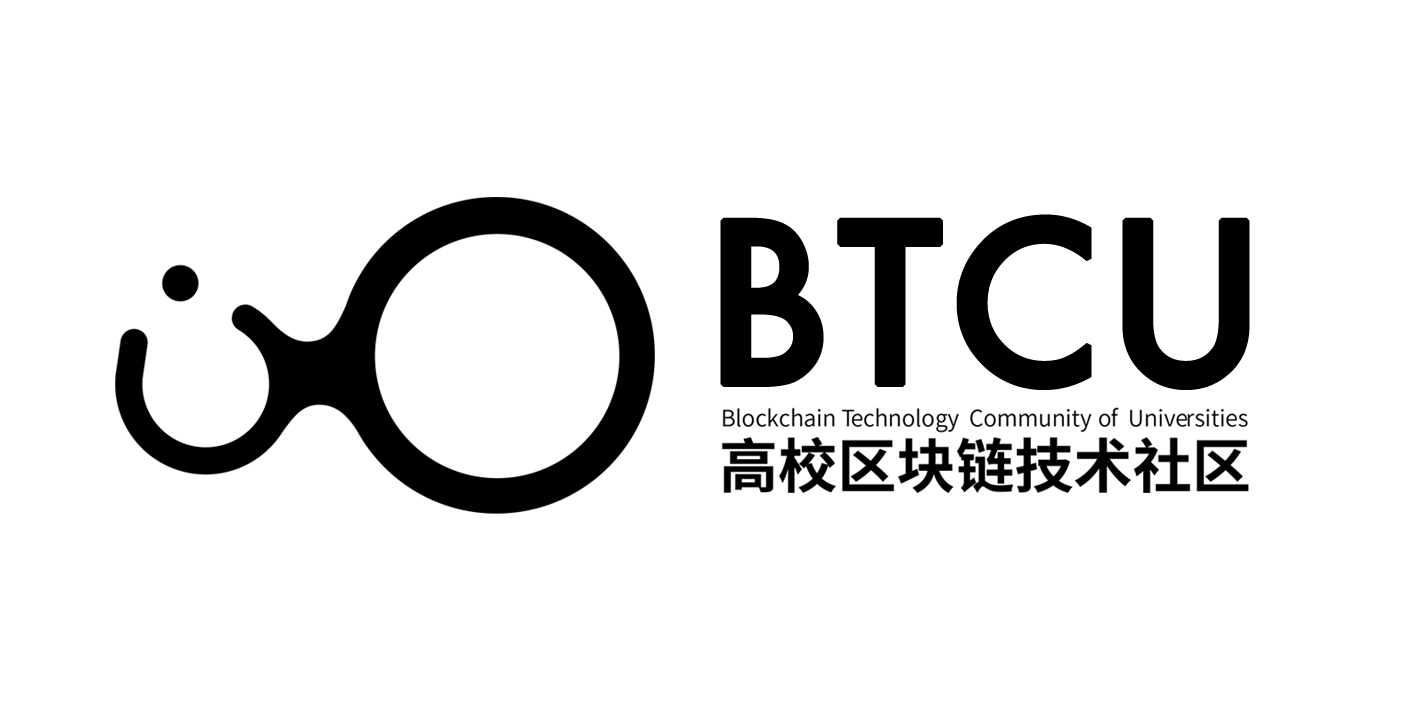 BTCU
Blockchain Technology Community of Universities
高校区块链技术社区